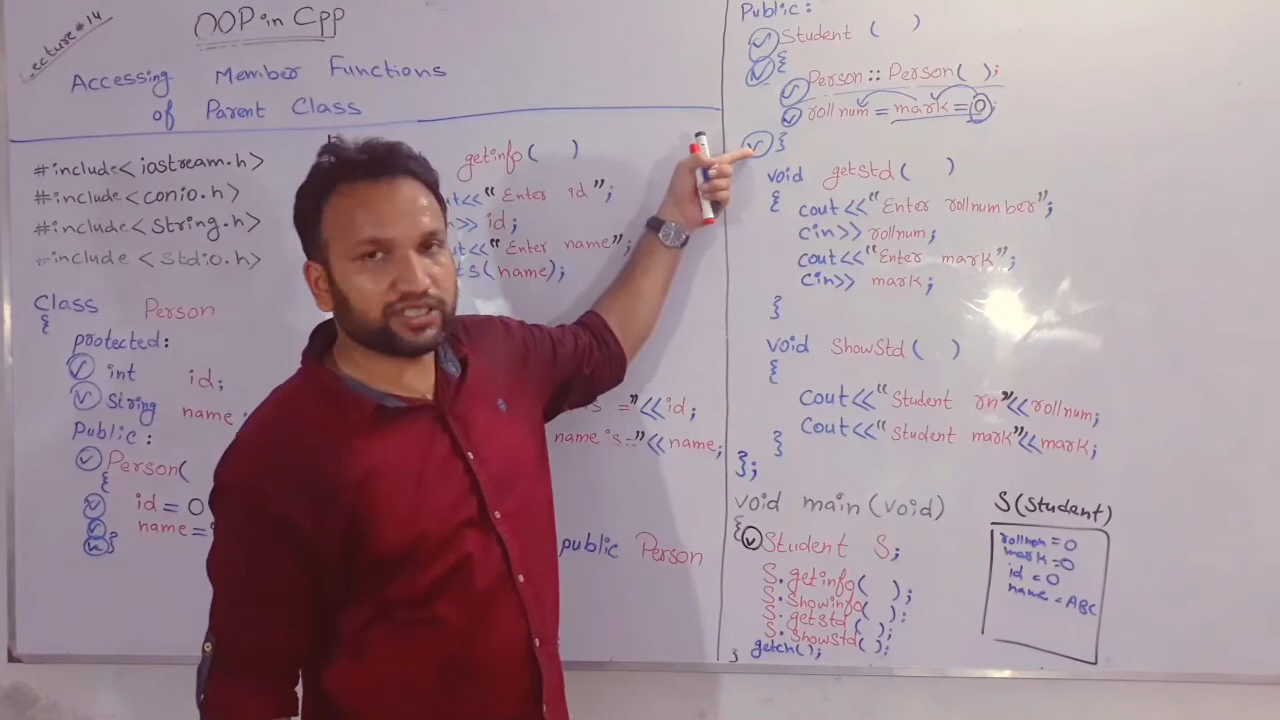 Lecture #14
OOP in Cpp
Accessing Member Functions
of Parent Class
#include<iostream.h>
#include<conio.h>
#include<String.h>
#include<Stdio.h>
Class Person
{
protected:
int id;
String name;
Public:
Person(
{
id = 0
name =
}
getinfo( )
<<"Enter id";
>> id;
<<"Enter name";
(name);
="<<id;
name is="<<name;
public Person
Public:
Student ( )
{
Person::Person( );
rollnum = mark = 0;
}
void getstd( )
{ cout<<"Enter rollnumber";
cin>> rollnum;
cout<<"Enter mark";
cin>> mark;
}
void ShowStd( )
{
Cout<<"Student rn"<<rollnum;
Cout<<"Student mark"<<mark;
}
};
void main(void)
{
Student S;
S.getinfo( );
S.Showinfo( );
S.getstd( );
S.Showstd( );
} getch();
S(Student)
rollnum = 0
mark = 0
id = 0
name = ABC